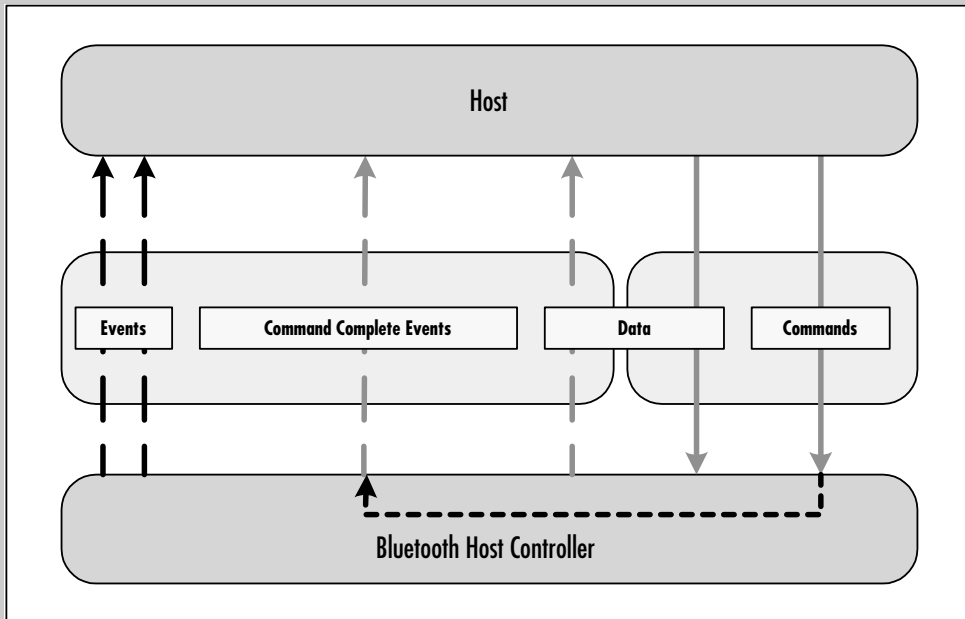 Host
Events
Command Complete Events
Data
Commands
Bluetooth Host Controller